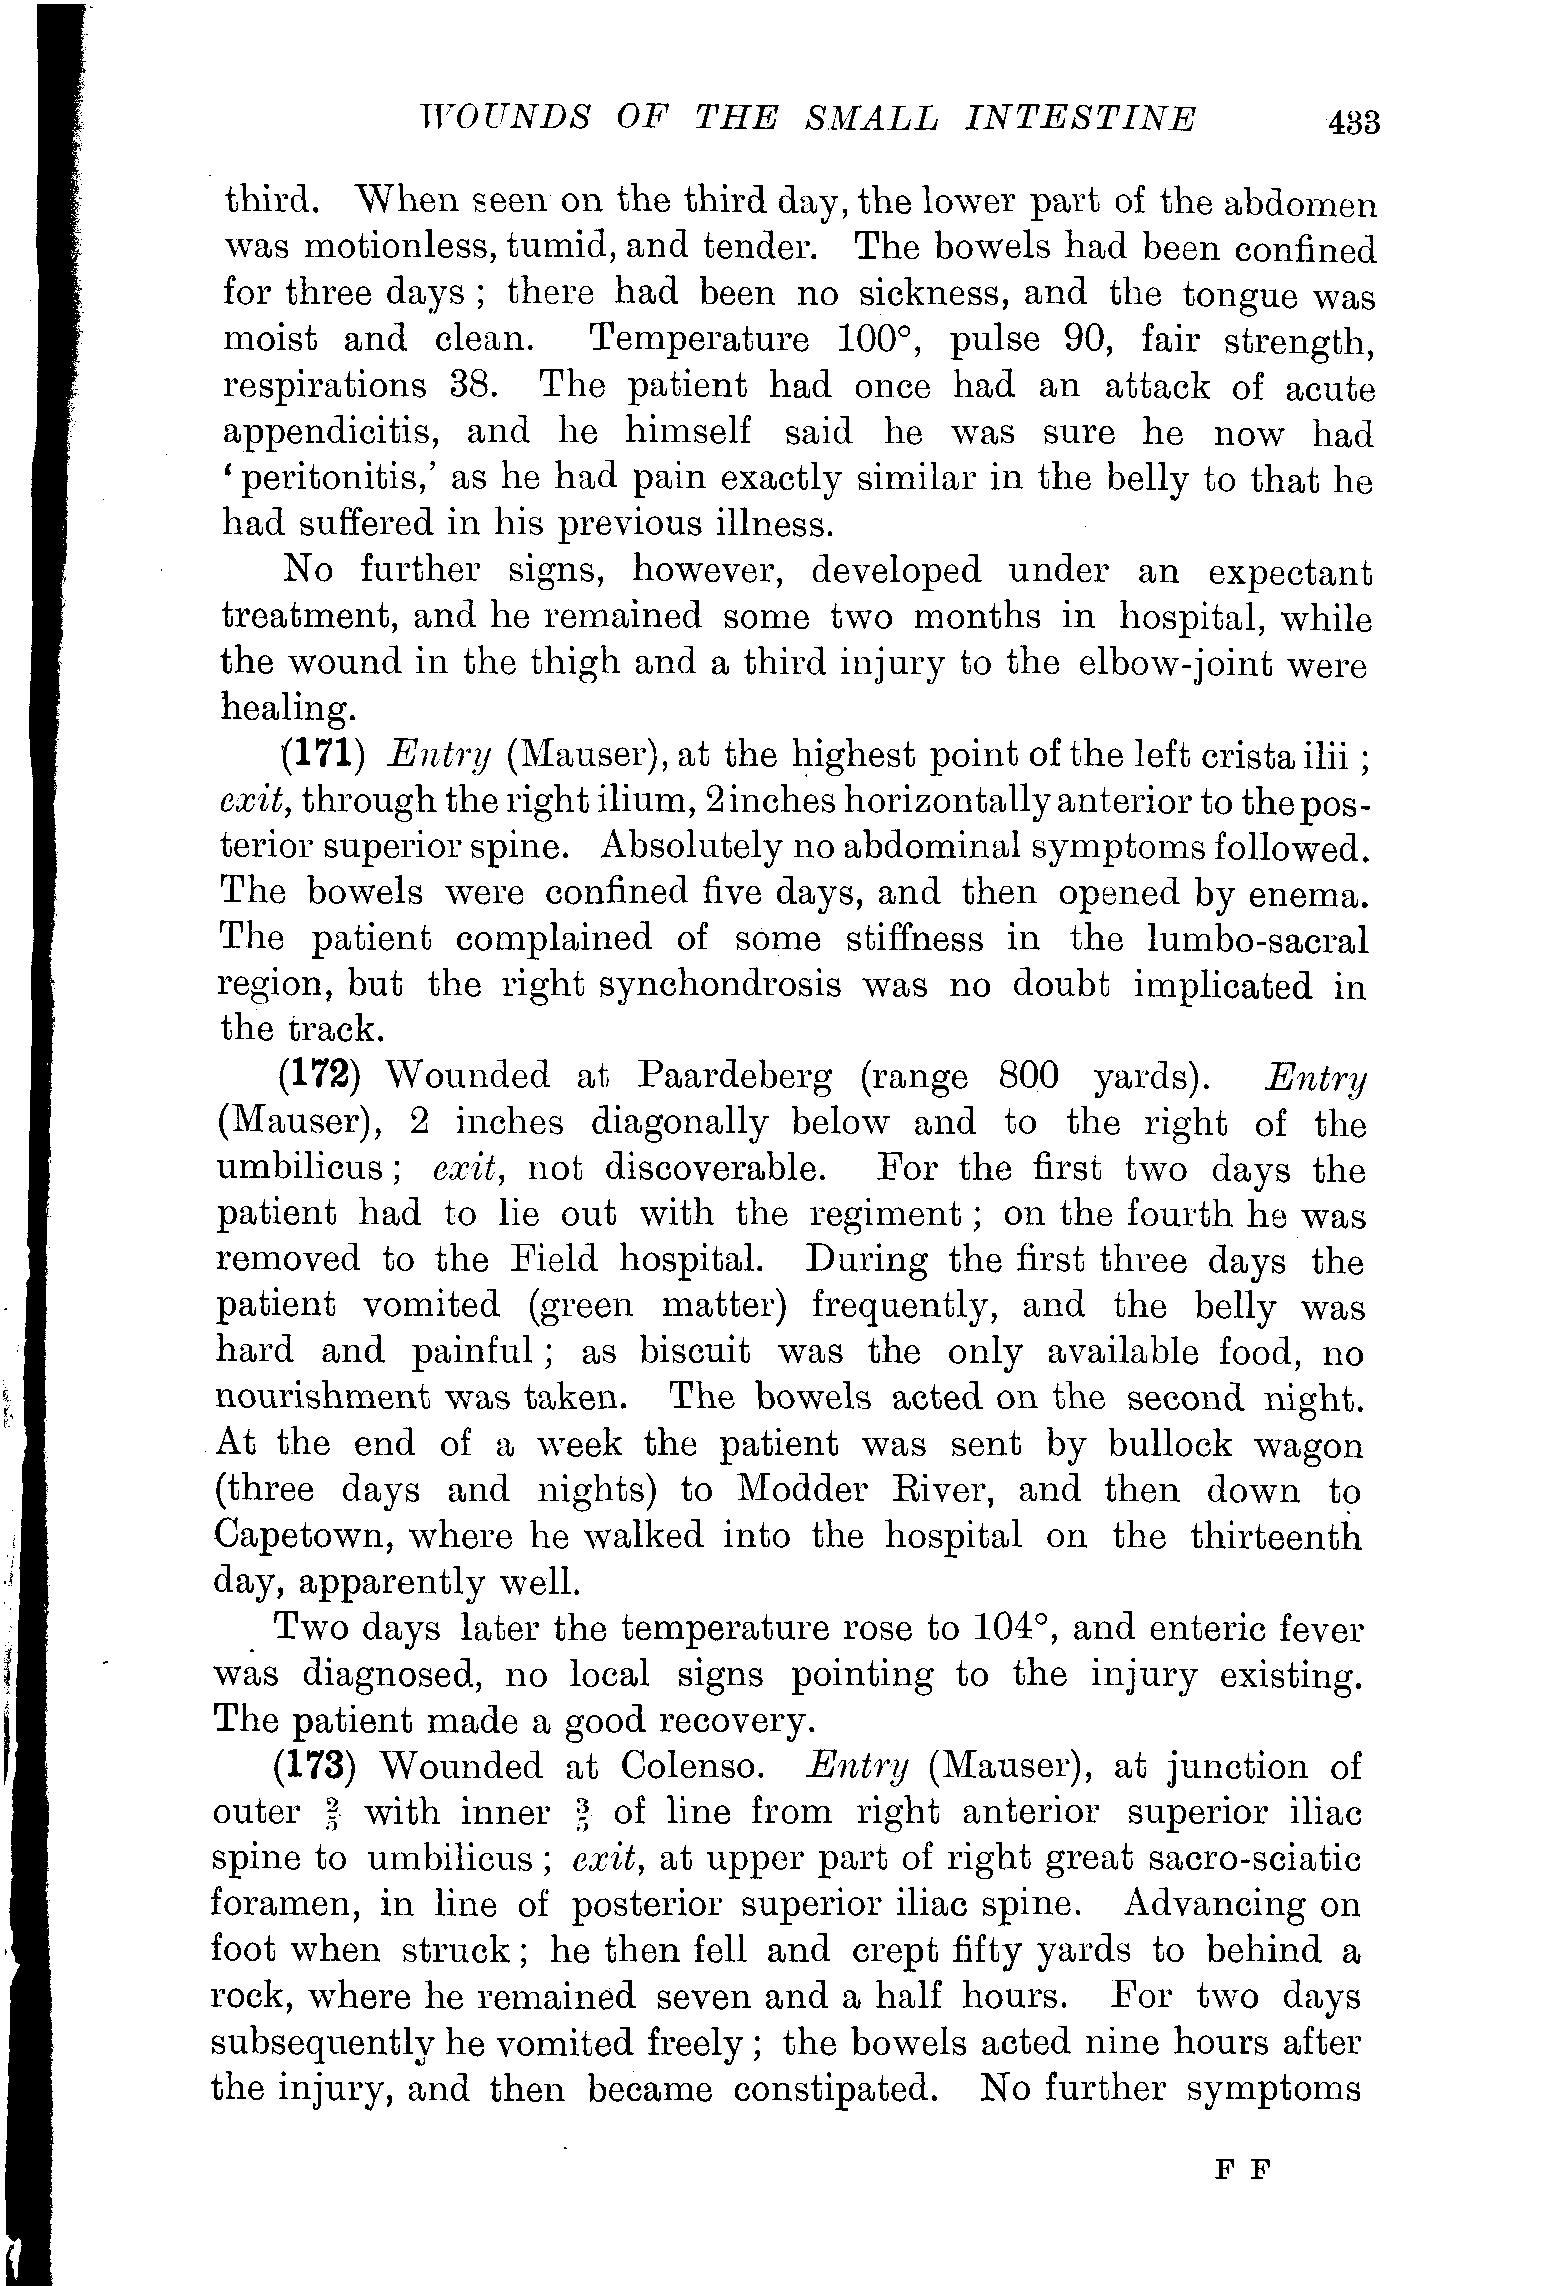 WOUNDS OF THE SMALL INTESTINE 433
third. When seen on the third day, the lower part of the abdomen
was motionless, tumid, and tender. The bowels had been confined
for three days ; there had been no sickness, and the tongue was
moist and clean. Temperature 100°, pulse 90, fair strength,
respirations 38. The patient had once had an attack of acute
appendicitis, and he himself said he was sure he now had
‘ peritonitis,’ as he had pain exactly similar in the belly to that he
had suffered in his previous illness.
No further signs, however, developed under an expectant
treatment, and he remained some two months in hospital, while
the wound in the thigh and a third injury to the elbow-joint were
healing.
(171) Entry (Mauser), at the highest point of the left crista ilii ;
exit, through the right ilium, 2 inches horizontally anterior to the pos-
terior superior spine. Absolutely no abdominal symptoms followed.
The bowels were confined five days, and then opened by enema.
The patient complained of some stiffness in the lumbo-sacral
region, but the right synchondrosis was no doubt implicated in
the track.
(172) Wounded at Paardeberg (range 800 yards). Entry
(Mauser), 2 inches diagonally below and to the right of the
umbilicus ; exit, not discoverable. For the first two days the
patient had to lie out with the regiment ; on the fourth he was
removed to the Field hospital. During the first three days the
patient vomited (green matter) frequently, and the belly was
hard and painful ; as biscuit was the only available food, no
nourishment was taken. The bowels acted on the second night.
At the end of a week the patient was sent by bullock wagon
(three days and nights) to Modder River, and then down to
Capetown, where he walked into the hospital on the thirteenth
day, apparently well.
Two days later the temperature rose to 104°, and enteric fever
was diagnosed, no local signs pointing to the injury existing.
The patient made a good recovery.
(173) Wounded at Colenso. Entry (Mauser), at junction of
outer 2/5 with inner 3/5 of line from right anterior superior iliac
spine to umbilicus ; exit, at upper part of right great sacro-sciatic
foramen, in line of posterior superior iliac spine. Advancing on
foot when struck ; he then fell and crept fifty yards to behind a
rock, where he remained seven and a half hours. For two days
subsequently he vomited freely ; the bowels acted nine hours after
the injury, and then became constipated. No further symptoms
F F